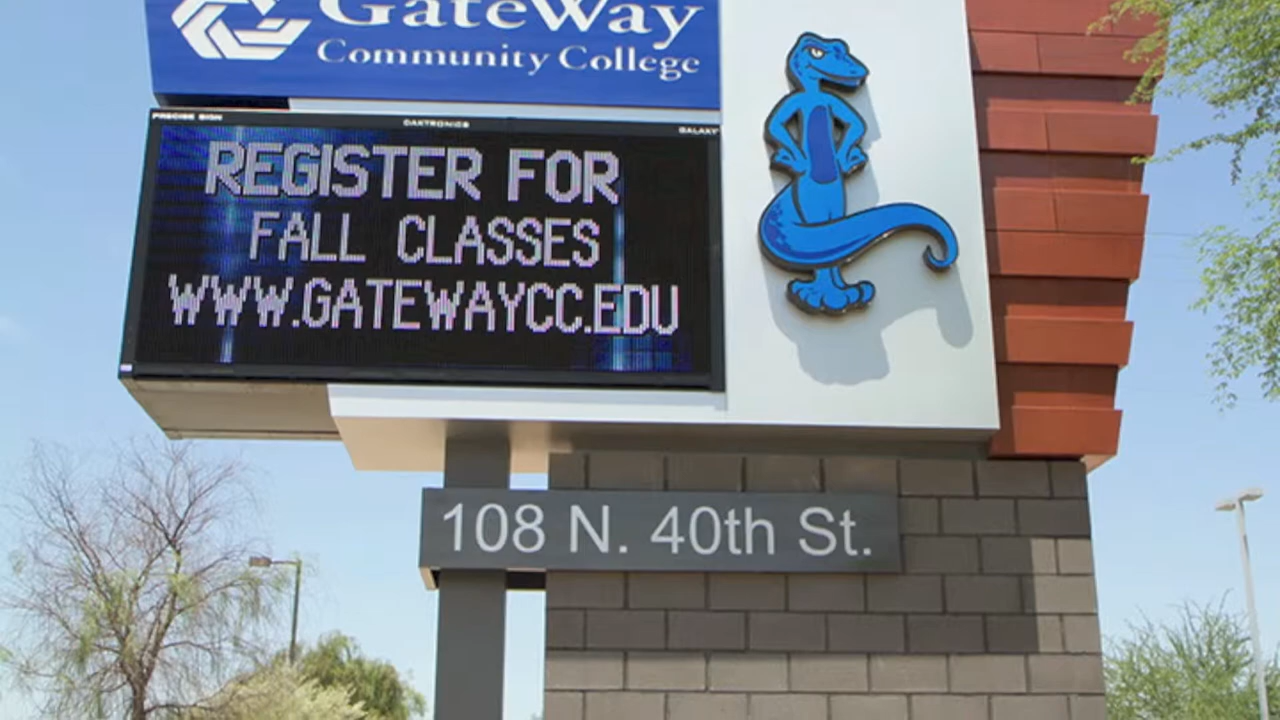 GateWay
Community College
PRECISE SIGN DAKTRONICS GALAXY
REGISTER FOR
FALL CLASSES
WWW.GATEWAYCC.EDU
108 N. 40th St.